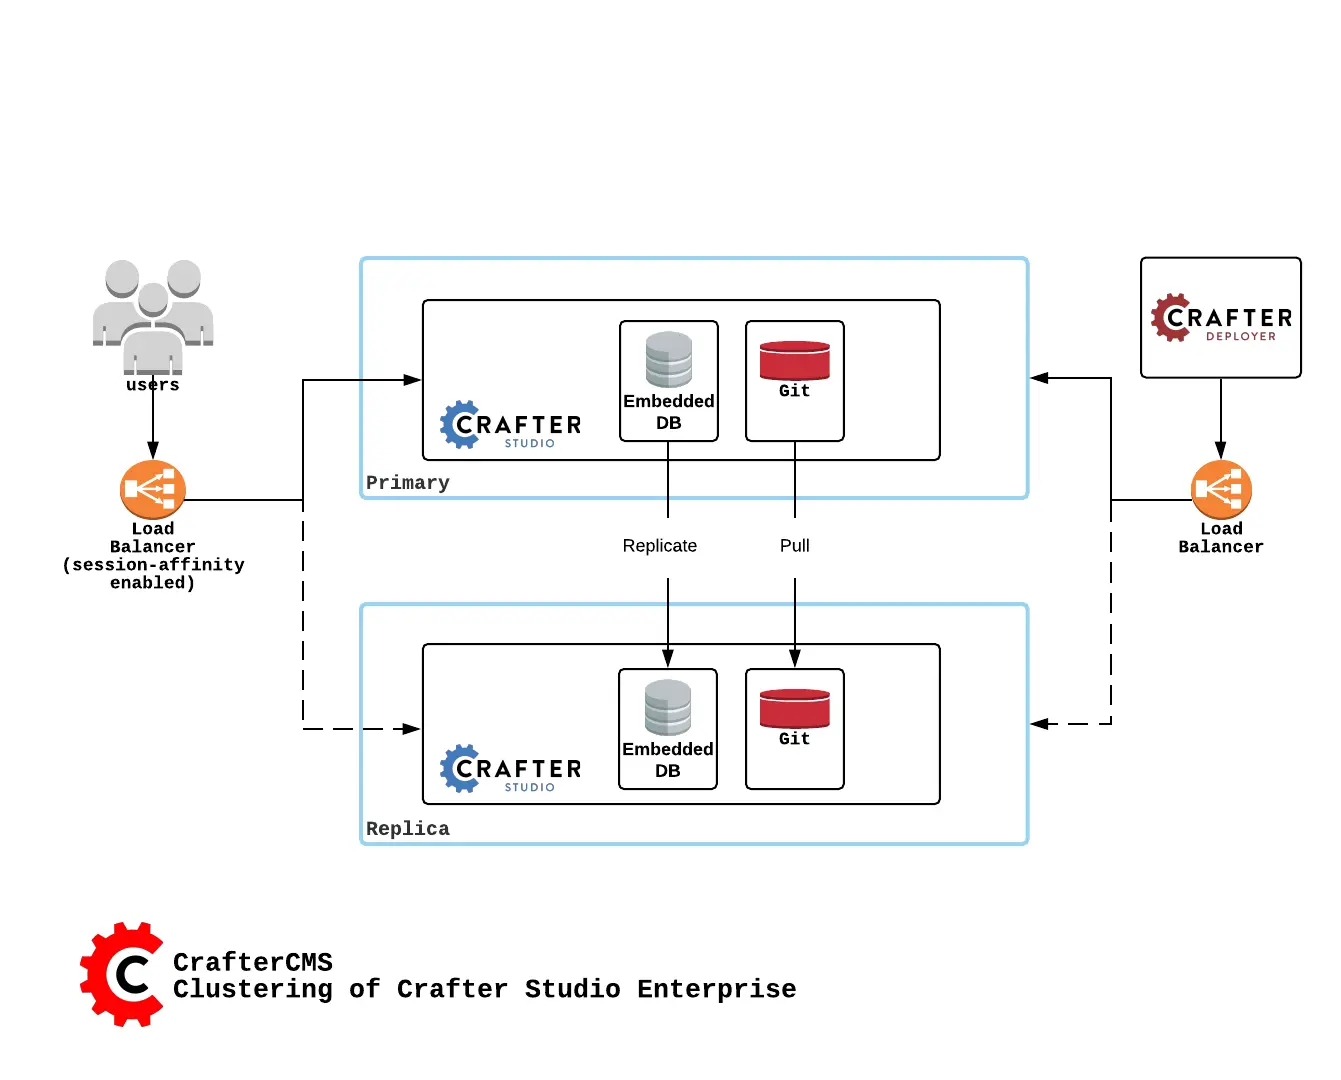 users
Load
Balancer
(session-affinity
enabled)
CRAFTER
STUDIO
Embedded
DB
Git
Primary
Replicate
Pull
CRAFTER
STUDIO
Embedded
DB
Git
Replica
CRAFTER
DEPLOYER
Load
Balancer
C
CrafterCMS
Clustering of Crafter Studio Enterprise